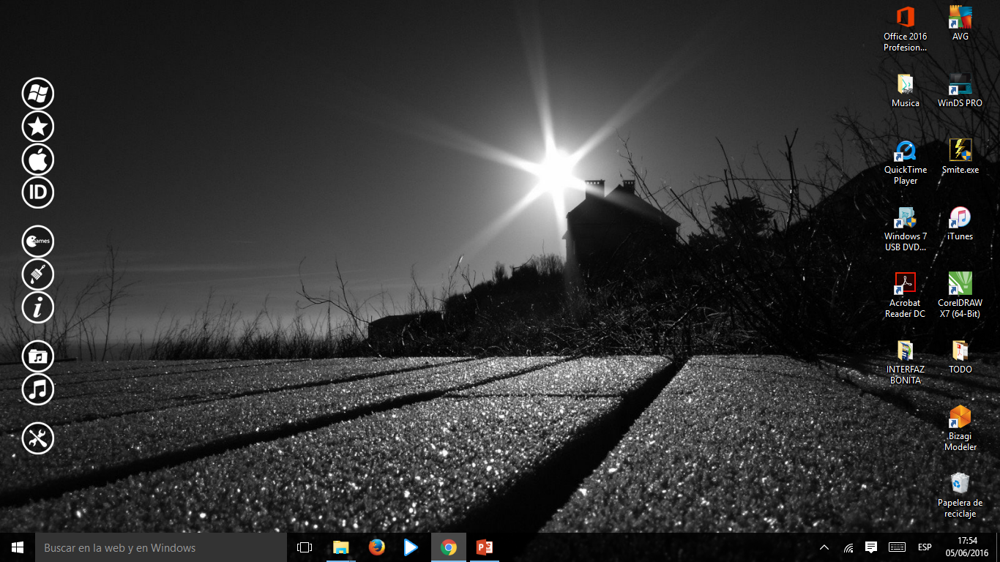 Office 2016
Profesion...
AVG
Musica
WinDS PRO
QuickTime
Player
Smite.exe
Windows 7
USB DVD...
iTunes
Acrobat
Reader DC
CorelDRAW
X7 (64-Bit)
INTERFAZ
BONITA
TODO
Bizagi
Modeler
Papelera de
reciclaje
ID
games
i
Buscar en la web y en Windows
ESP
17:54
05/06/2016